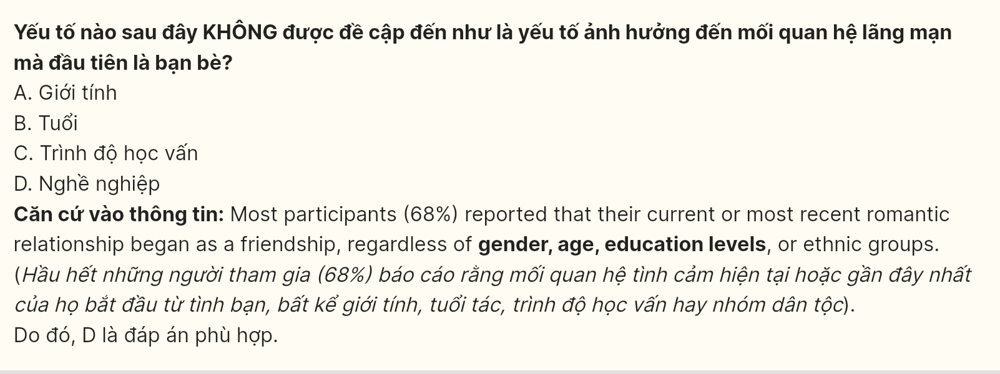 Yếu tố nào sau đây KHÔNG được đề cập đến như là yếu tố ảnh hưởng đến mối quan hệ lãng mạn
mà đầu tiên là bạn bè?
A. Giới tính
B. Tuổi
C. Trình độ học vấn
D. Nghề nghiệp
Căn cứ vào thông tin: Most participants (68%) reported that their current or most recent romantic
relationship began as a friendship, regardless of gender, age, education levels, or ethnic groups.
(Hầu hết những người tham gia (68%) báo cáo rằng mối quan hệ tình cảm hiện tại hoặc gần đây nhất
của họ bắt đầu từ tình bạn, bất kể giới tính, tuổi tác, trình độ học vấn hay nhóm dân tộc).
Do đó, D là đáp án phù hợp.